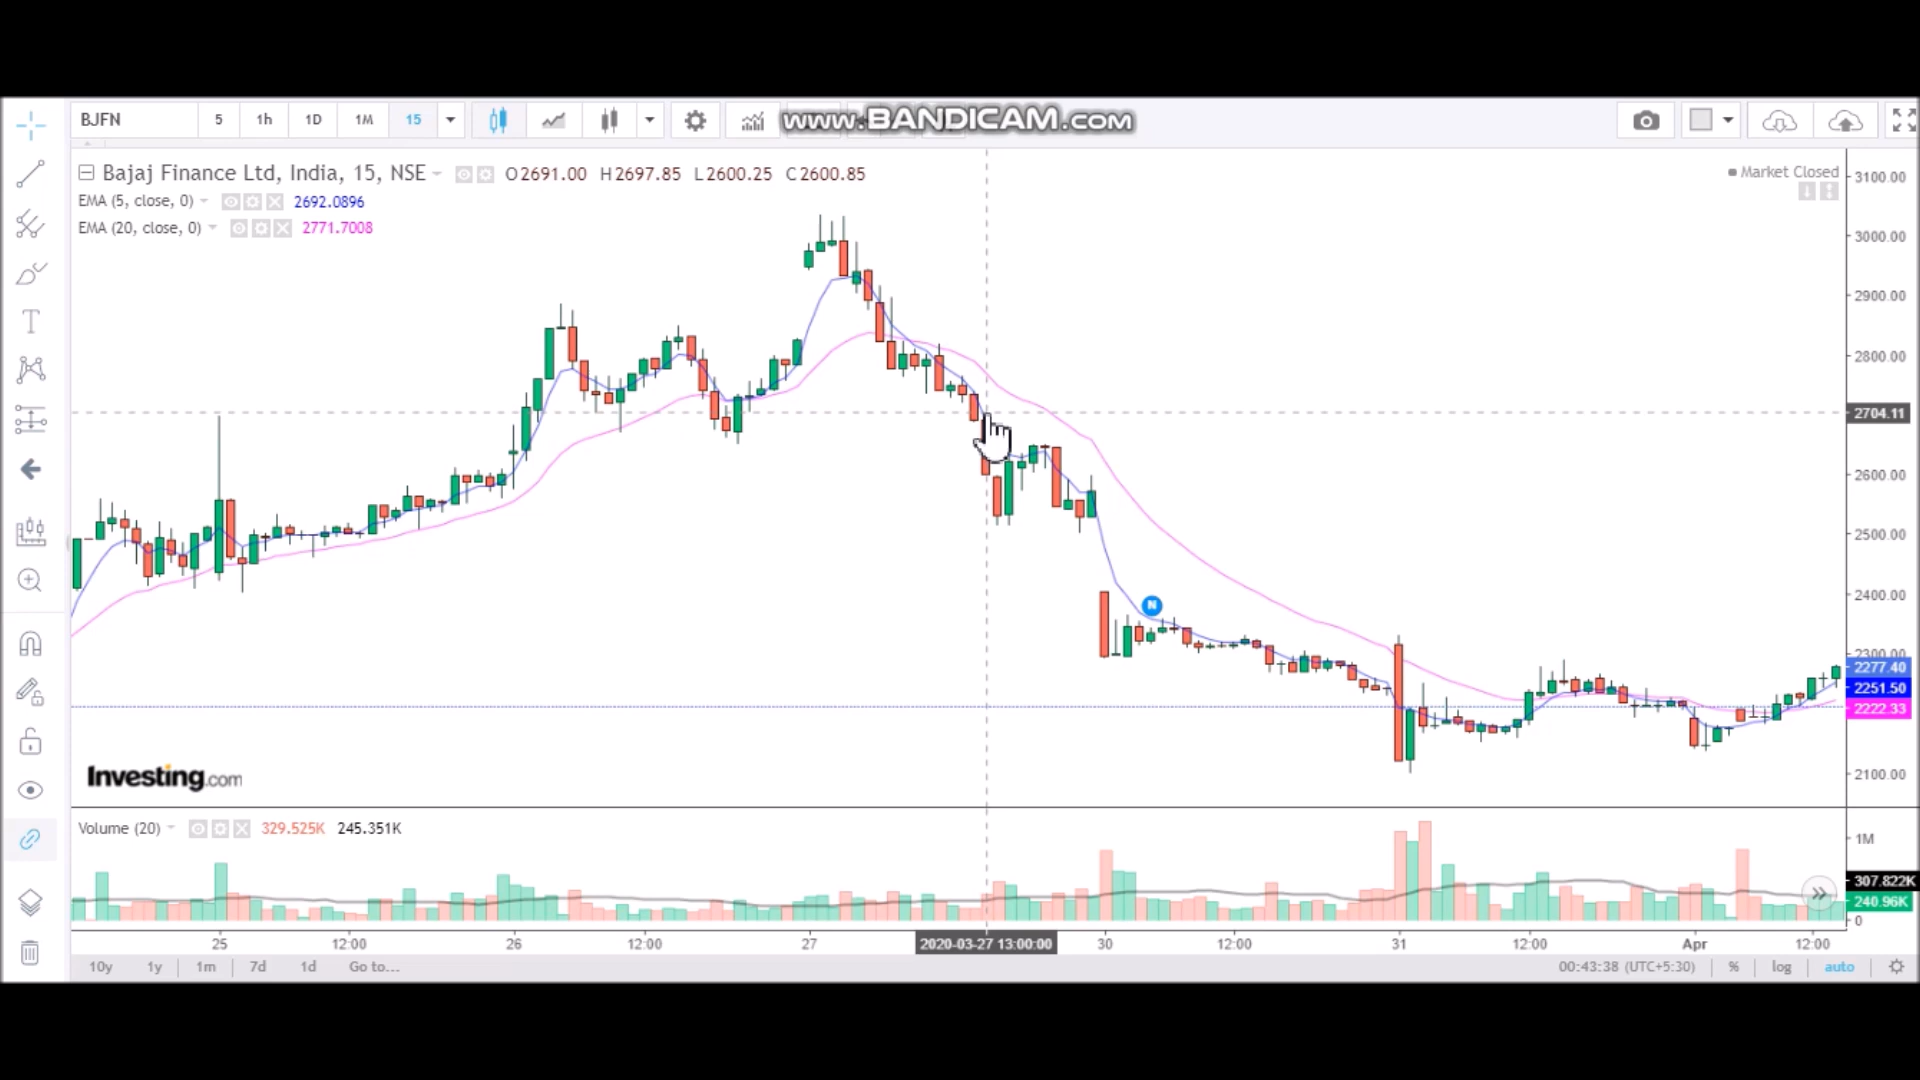 BJFN 5 1h 1D 1M 15 www.BANDICAM.com
Bajaj Finance Ltd, India, 15, NSE O2691.00 H2697.85 L2600.25 C2600.85
Market Closed
EMA (5, close, 0) 2692.0896
EMA (20, close, 0) 2771.7008
3100.00
3000.00
2900.00
2800.00
2704.11
2600.00
2500.00
2400.00
2300.00
2277.40
2251.50
2222.33
2100.00
N
Investing.com
Volume (20) 329.525K 245.351K
1M
307.822K
240.96K
0
25 12:00 26 12:00 27 2020-03-27 13:00:00 30 12:00 31 12:00 Apr 12:00
10y 1y 1m 7d 1d Go to... 00:43:38 (UTC+5:30) % log auto